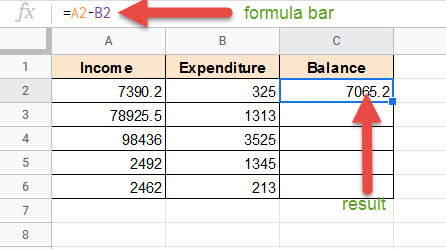 fx =A2-B2 formula bar
A B C
1 Income Expenditure Balance
2 7390.2 325 7065.2
3 78925.5 1313
4 98436 3525
5 2492 1345
6 2462 213
result
7
8